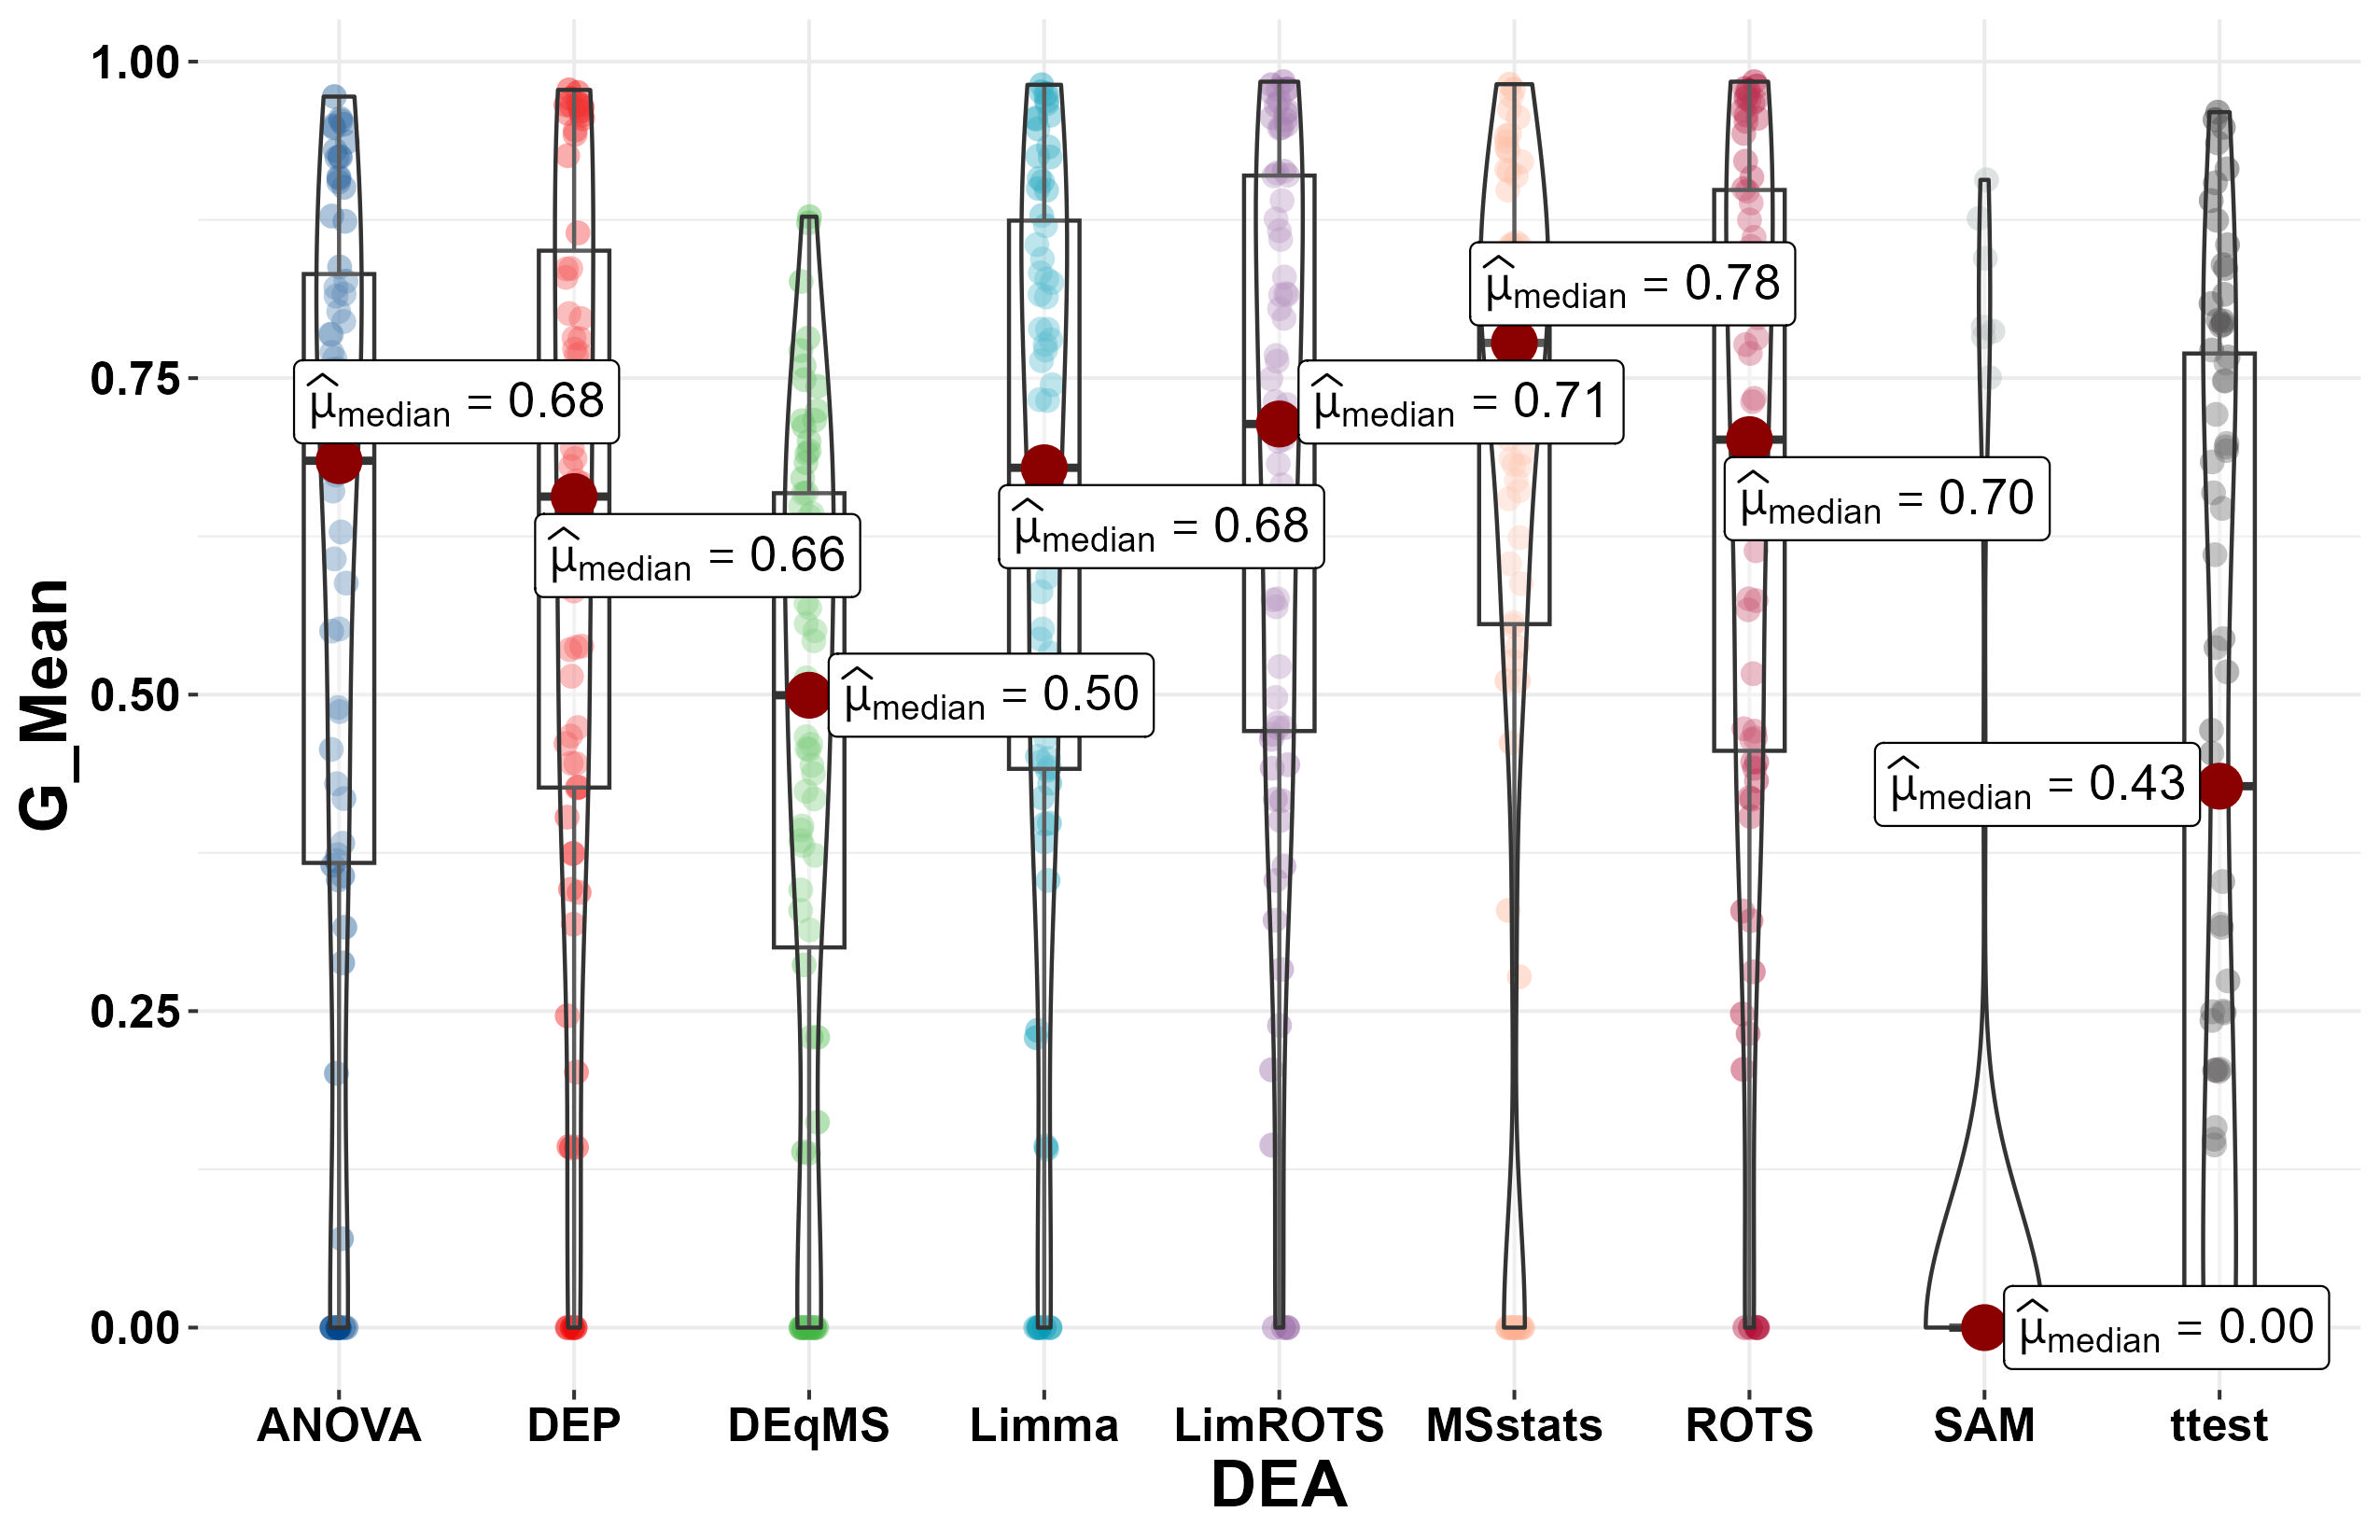 1.00
0.75
0.50
0.25
0.00
G_Mean
μ̂median = 0.68
μ̂median = 0.66
μ̂median = 0.50
μ̂median = 0.68
μ̂median = 0.71
μ̂median = 0.78
μ̂median = 0.70
μ̂median = 0.00
μ̂median = 0.43
ANOVA DEP DEqMS Limma LimROTS MSstats ROTS SAM ttest
DEA